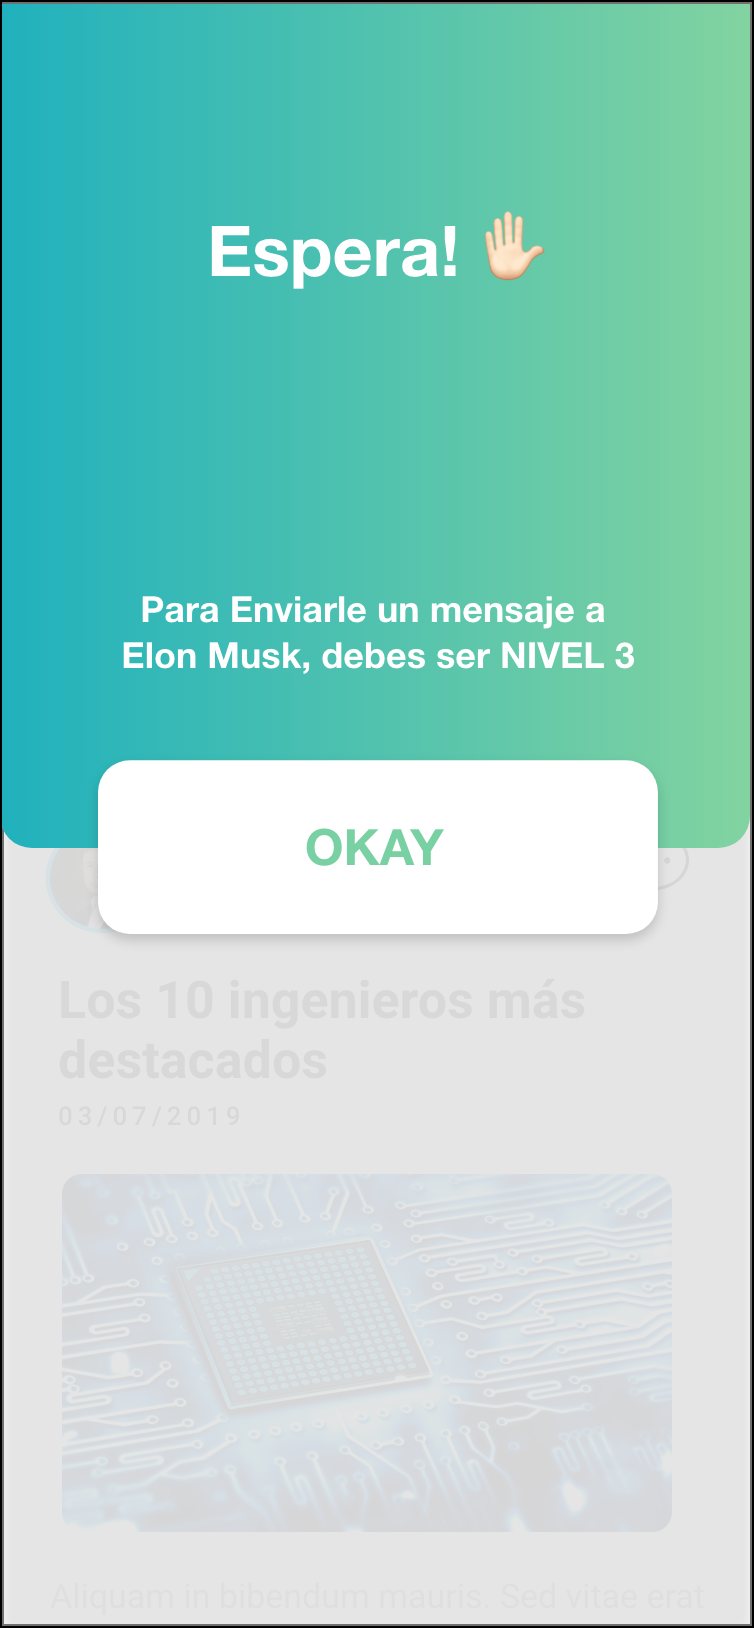 Espera! 🖐🏻
Para Enviarle un mensaje a
Elon Musk, debes ser NIVEL 3
OKAY
Los 10 ingenieros más
destacados
03/07/2019
Aliquam in bibendum mauris. Sed vitae erat